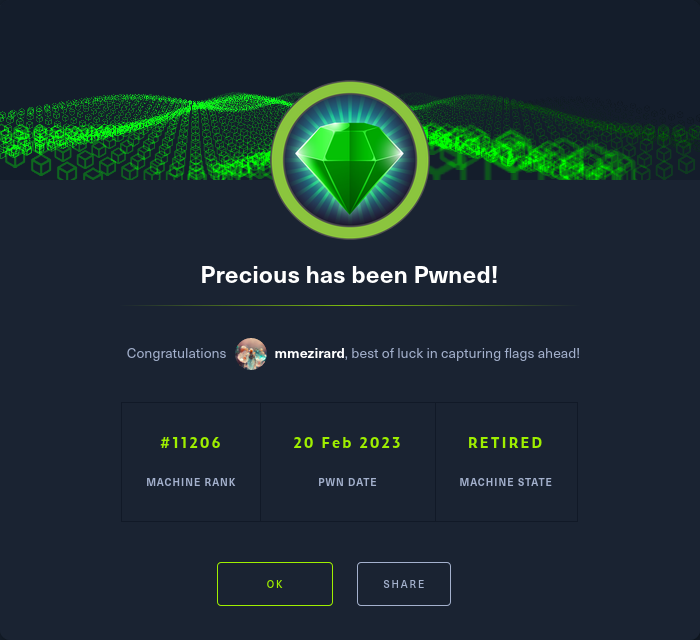 Precious has been Pwned!
Congratulations mmezirard, best of luck in capturing flags ahead!
#11206 20 Feb 2023 RETIRED
MACHINE RANK PWN DATE MACHINE STATE
OK SHARE